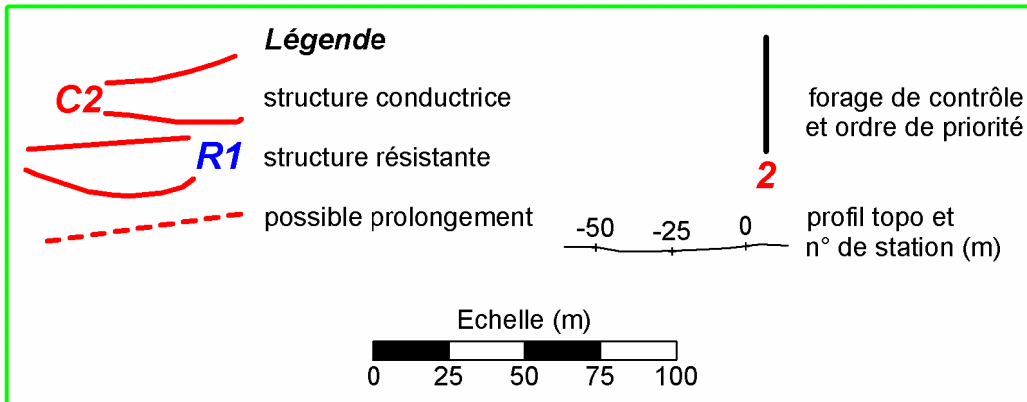 Légende
C2
structure conductrice
R1
structure résistante
possible prolongement
forage de contrôle
et ordre de priorité
2
-50 -25 0
profil topo et
n° de station (m)
Echelle (m)
0 25 50 75 100